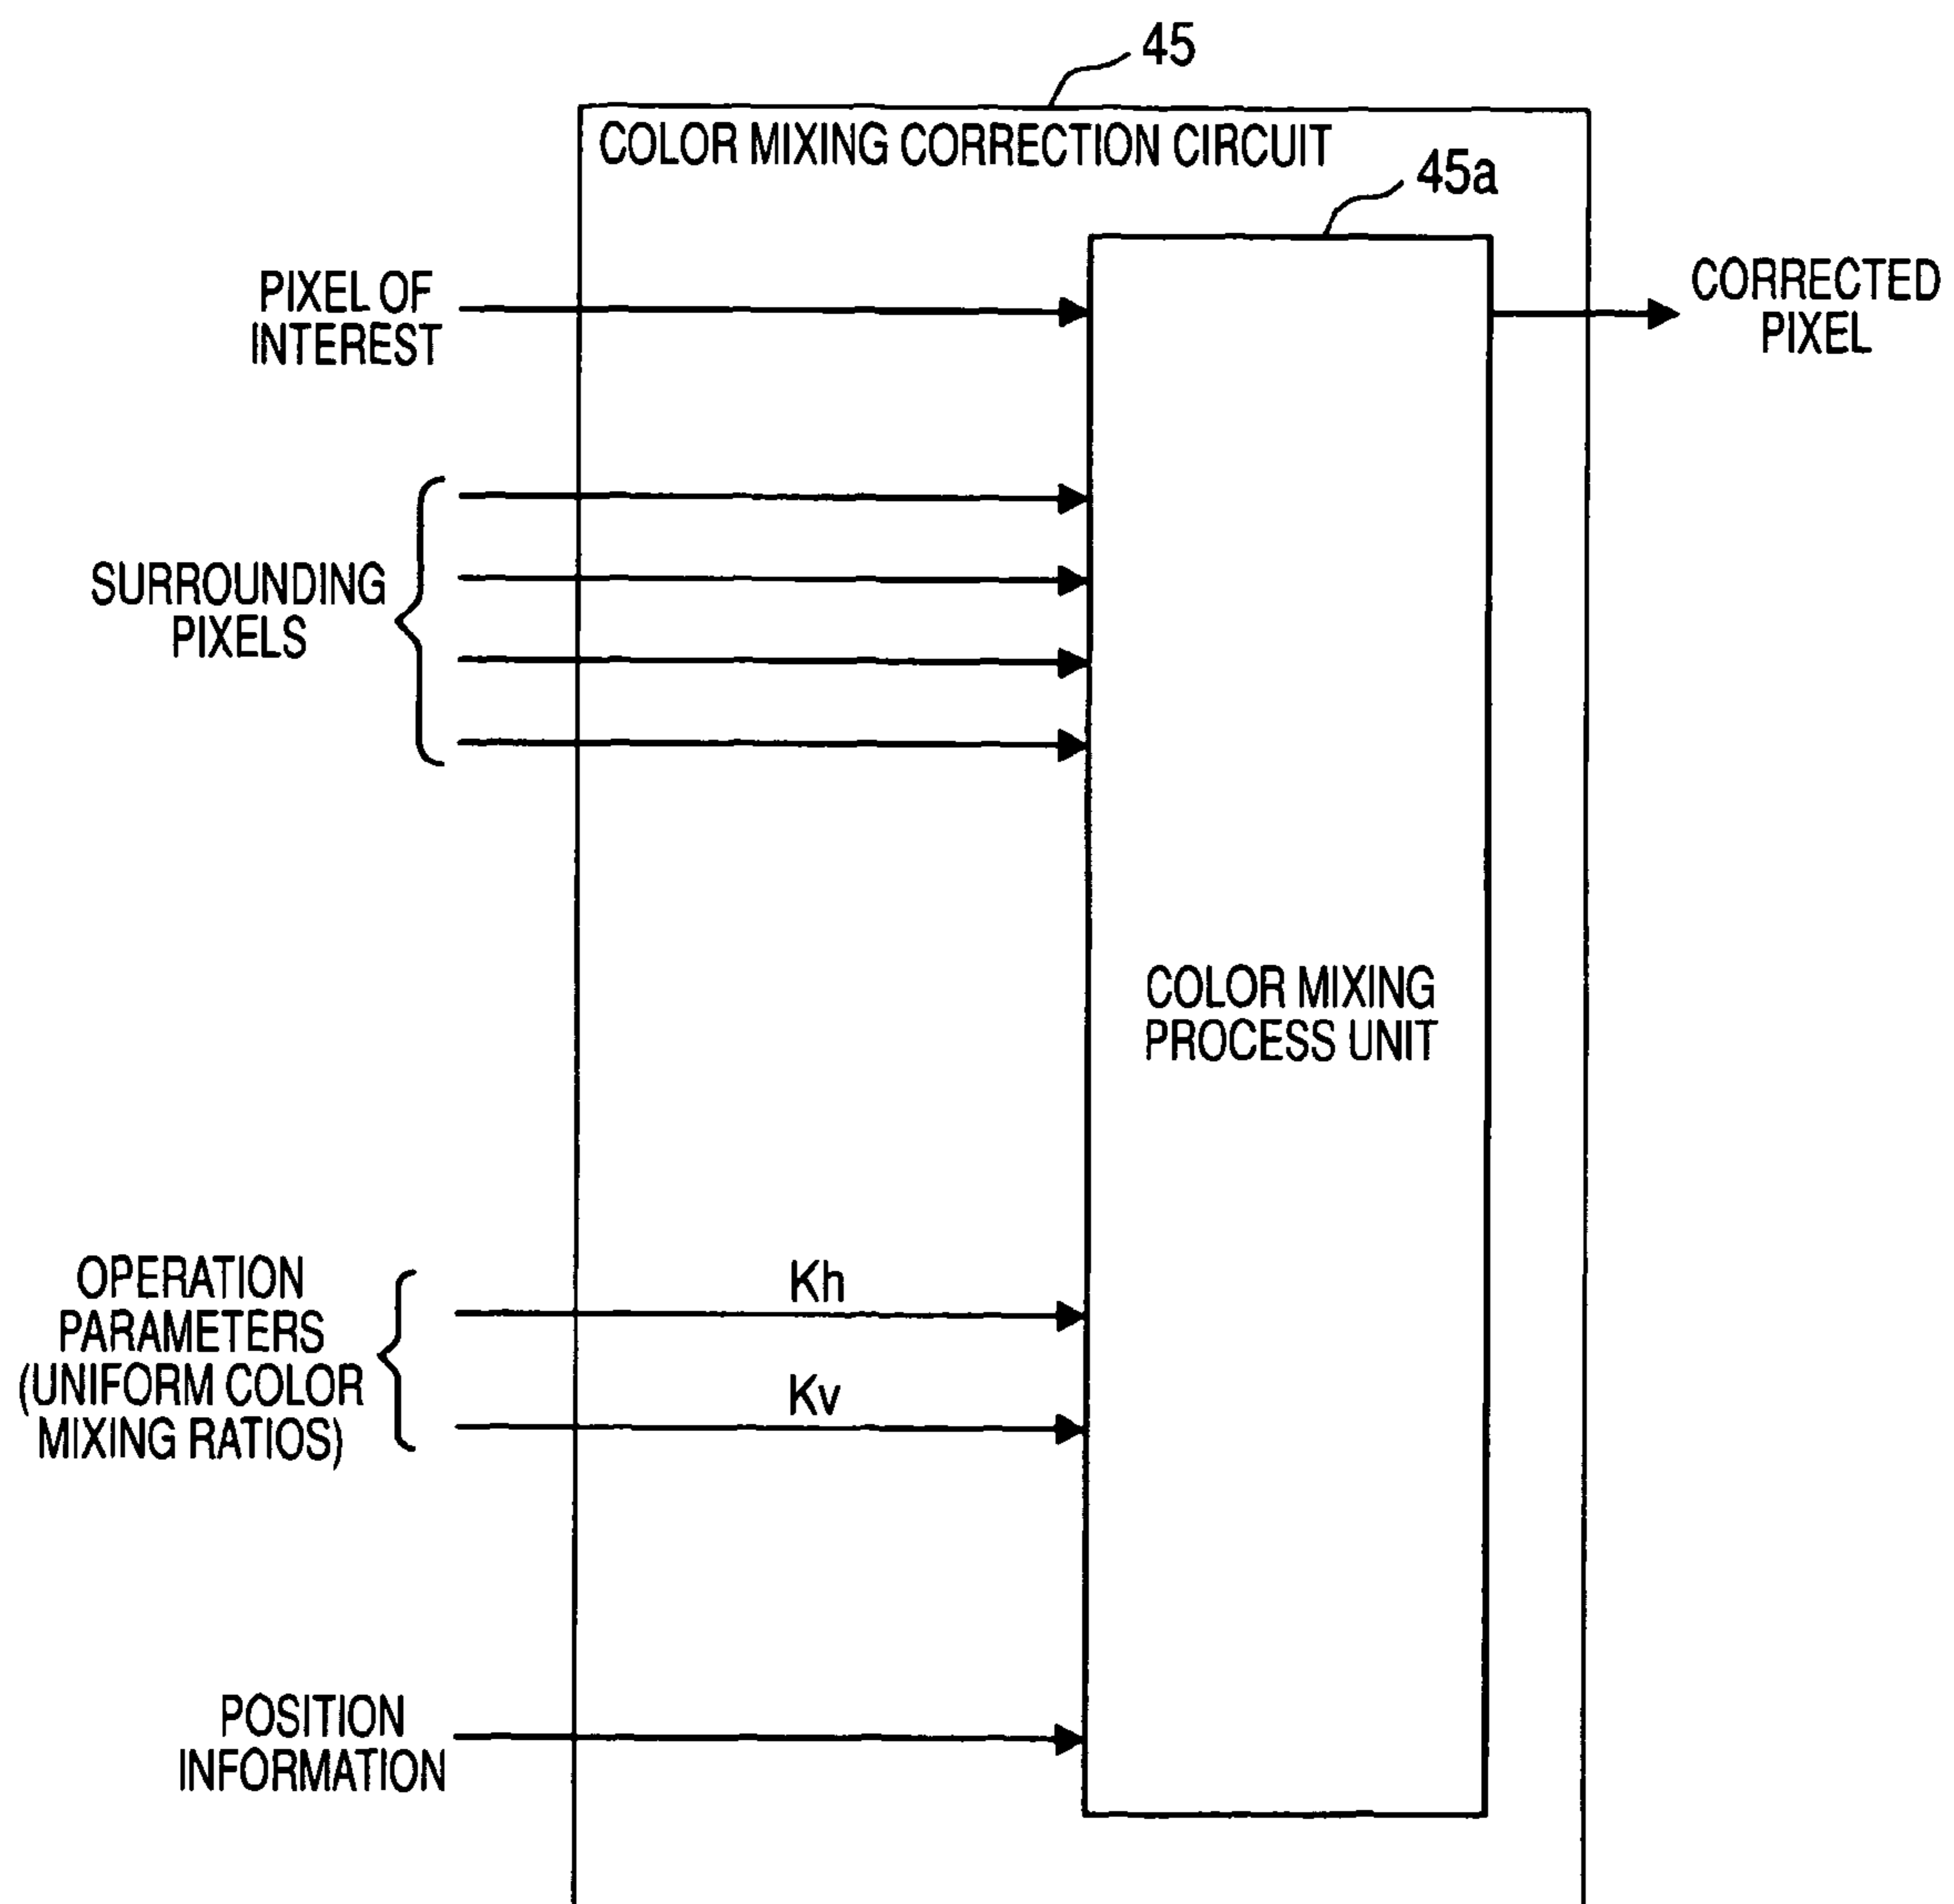 45
COLOR MIXING CORRECTION CIRCUIT
45a
PIXEL OF
INTEREST
CORRECTED
PIXEL
SURROUNDING
PIXELS
COLOR MIXING
PROCESS UNIT
OPERATION
PARAMETERS
(UNIFORM COLOR
MIXING RATIOS)
Kh
Kv
POSITION
INFORMATION